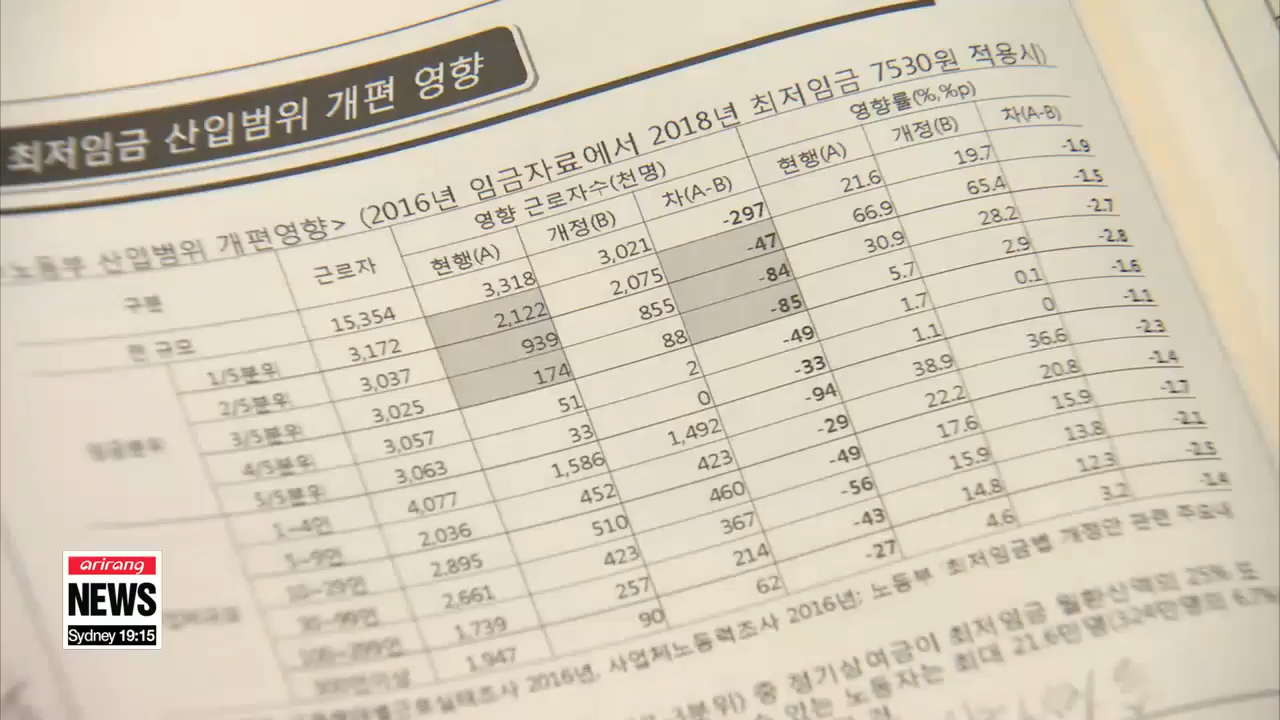 최저임금 산입범위 개편 영향
노동부 산입범위 개편영향> (2016년 임금자료에서 2018년 최저임금 7530원 적용시)
구분 근로자 영향 근로자수(천명) 영향률(%,%p)
현행(A) 개정(B) 차(A-B) 현행(A) 개정(B) 차(A-B)
전 규모 15,354 3,318 3,021 -297 21.6 19.7 -1.9
임금분위 1/5분위 3,172 2,122 2,075 -47 66.9 65.4 -1.5
2/5분위 3,037 939 855 -84 30.9 28.2 -2.7
3/5분위 3,025 174 88 -85 5.7 2.9 -2.8
4/5분위 3,057 51 2 -49 1.7 0.1 -1.6
5/5분위 3,063 33 0 -33 1.1 0 -1.1
1~4인 4,077 1,586 1,492 -94 38.9 36.6 -2.3
5~9인 2,036 452 423 -29 22.2 20.8 -1.4
10~29인 2,895 510 460 -49 17.6 15.9 -1.7
30~99인 2,661 423 367 -56 15.9 13.8 -2.1
100~299인 1,739 257 214 -43 14.8 12.3 -2.5
300인이상 1,947 90 62 -27 4.6 3.2 -1.4
2016년, 사업체노동력조사 2016년; 노동부 최저임금법 개정안 관련 주요내
중 정기상여금이 최저임금 월환산액의 25% 또
있는 노동자는 최대 21.6만명(324만명의 6.7%
arirang
NEWS
Sydney 19:15